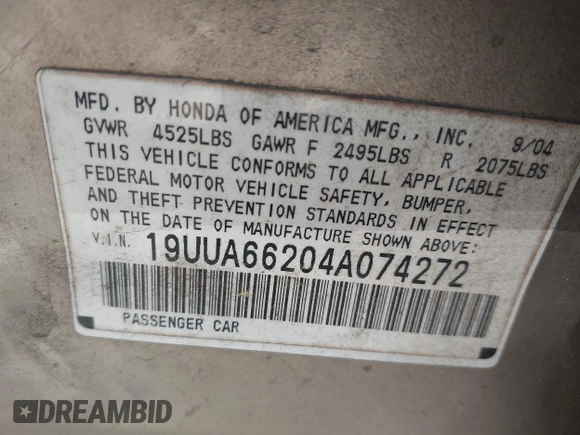 MFD. BY HONDA OF AMERICA MFG., INC. 9/04
GVWR 4525LBS GAWR F 2495LBS R 2075LBS
THIS VEHICLE CONFORMS TO ALL APPLICABLE
FEDERAL MOTOR VEHICLE SAFETY, BUMPER,
AND THEFT PREVENTION STANDARDS IN EFFECT
ON THE DATE OF MANUFACTURE SHOWN ABOVE:
V.I.N. 19UUA66204A074272
PASSENGER CAR
DREAMBID